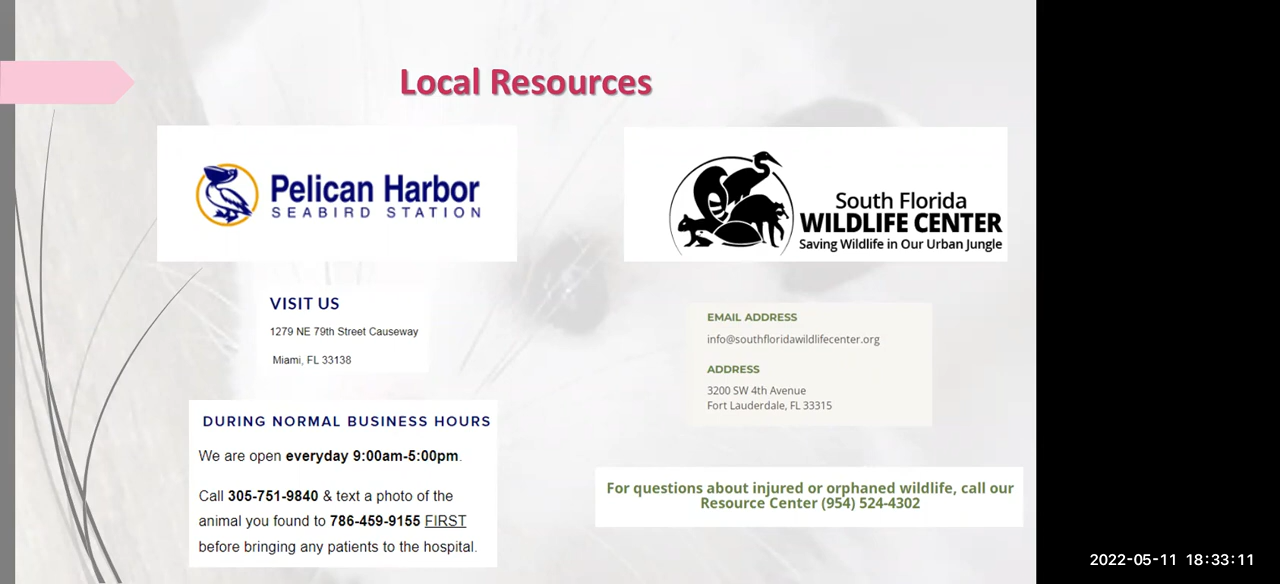 Local Resources
Pelican Harbor
SEABIRD STATION
South Florida
WILDLIFE CENTER
Saving Wildlife in Our Urban Jungle
VISIT US
1279 NE 79th Street Causeway
Miami, FL 33138
EMAIL ADDRESS
info@southfloridawildlifecenter.org
ADDRESS
3200 SW 4th Avenue
Fort Lauderdale, FL 33315
DURING NORMAL BUSINESS HOURS
We are open everyday 9:00am-5:00pm.
Call 305-751-9840 & text a photo of the
animal you found to 786-459-9155 FIRST
before bringing any patients to the hospital.
For questions about injured or orphaned wildlife, call our
Resource Center (954) 524-4302
2022-05-11 18:33:11